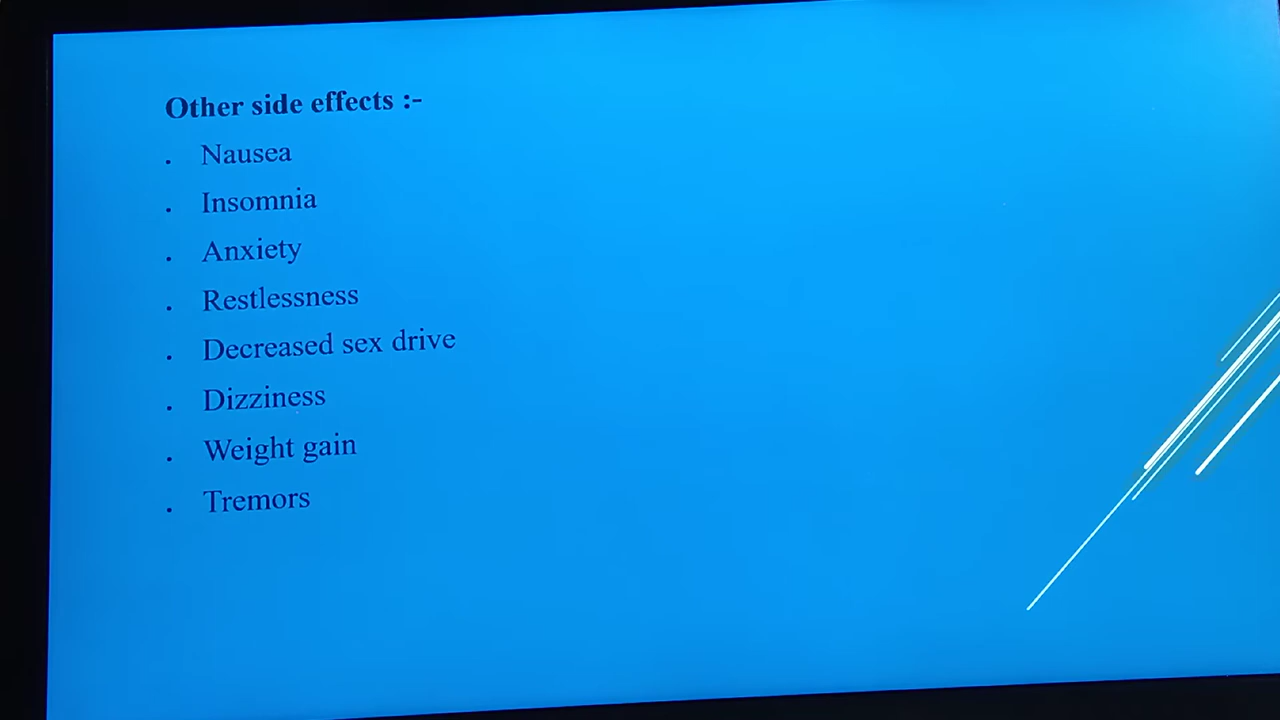 Other side effects :-
. Nausea
. Insomnia
. Anxiety
. Restlessness
. Decreased sex drive
. Dizziness
. Weight gain
. Tremors